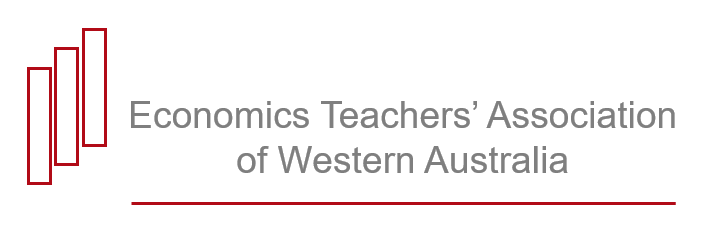 Economics Teachers’ Association
of Western Australia